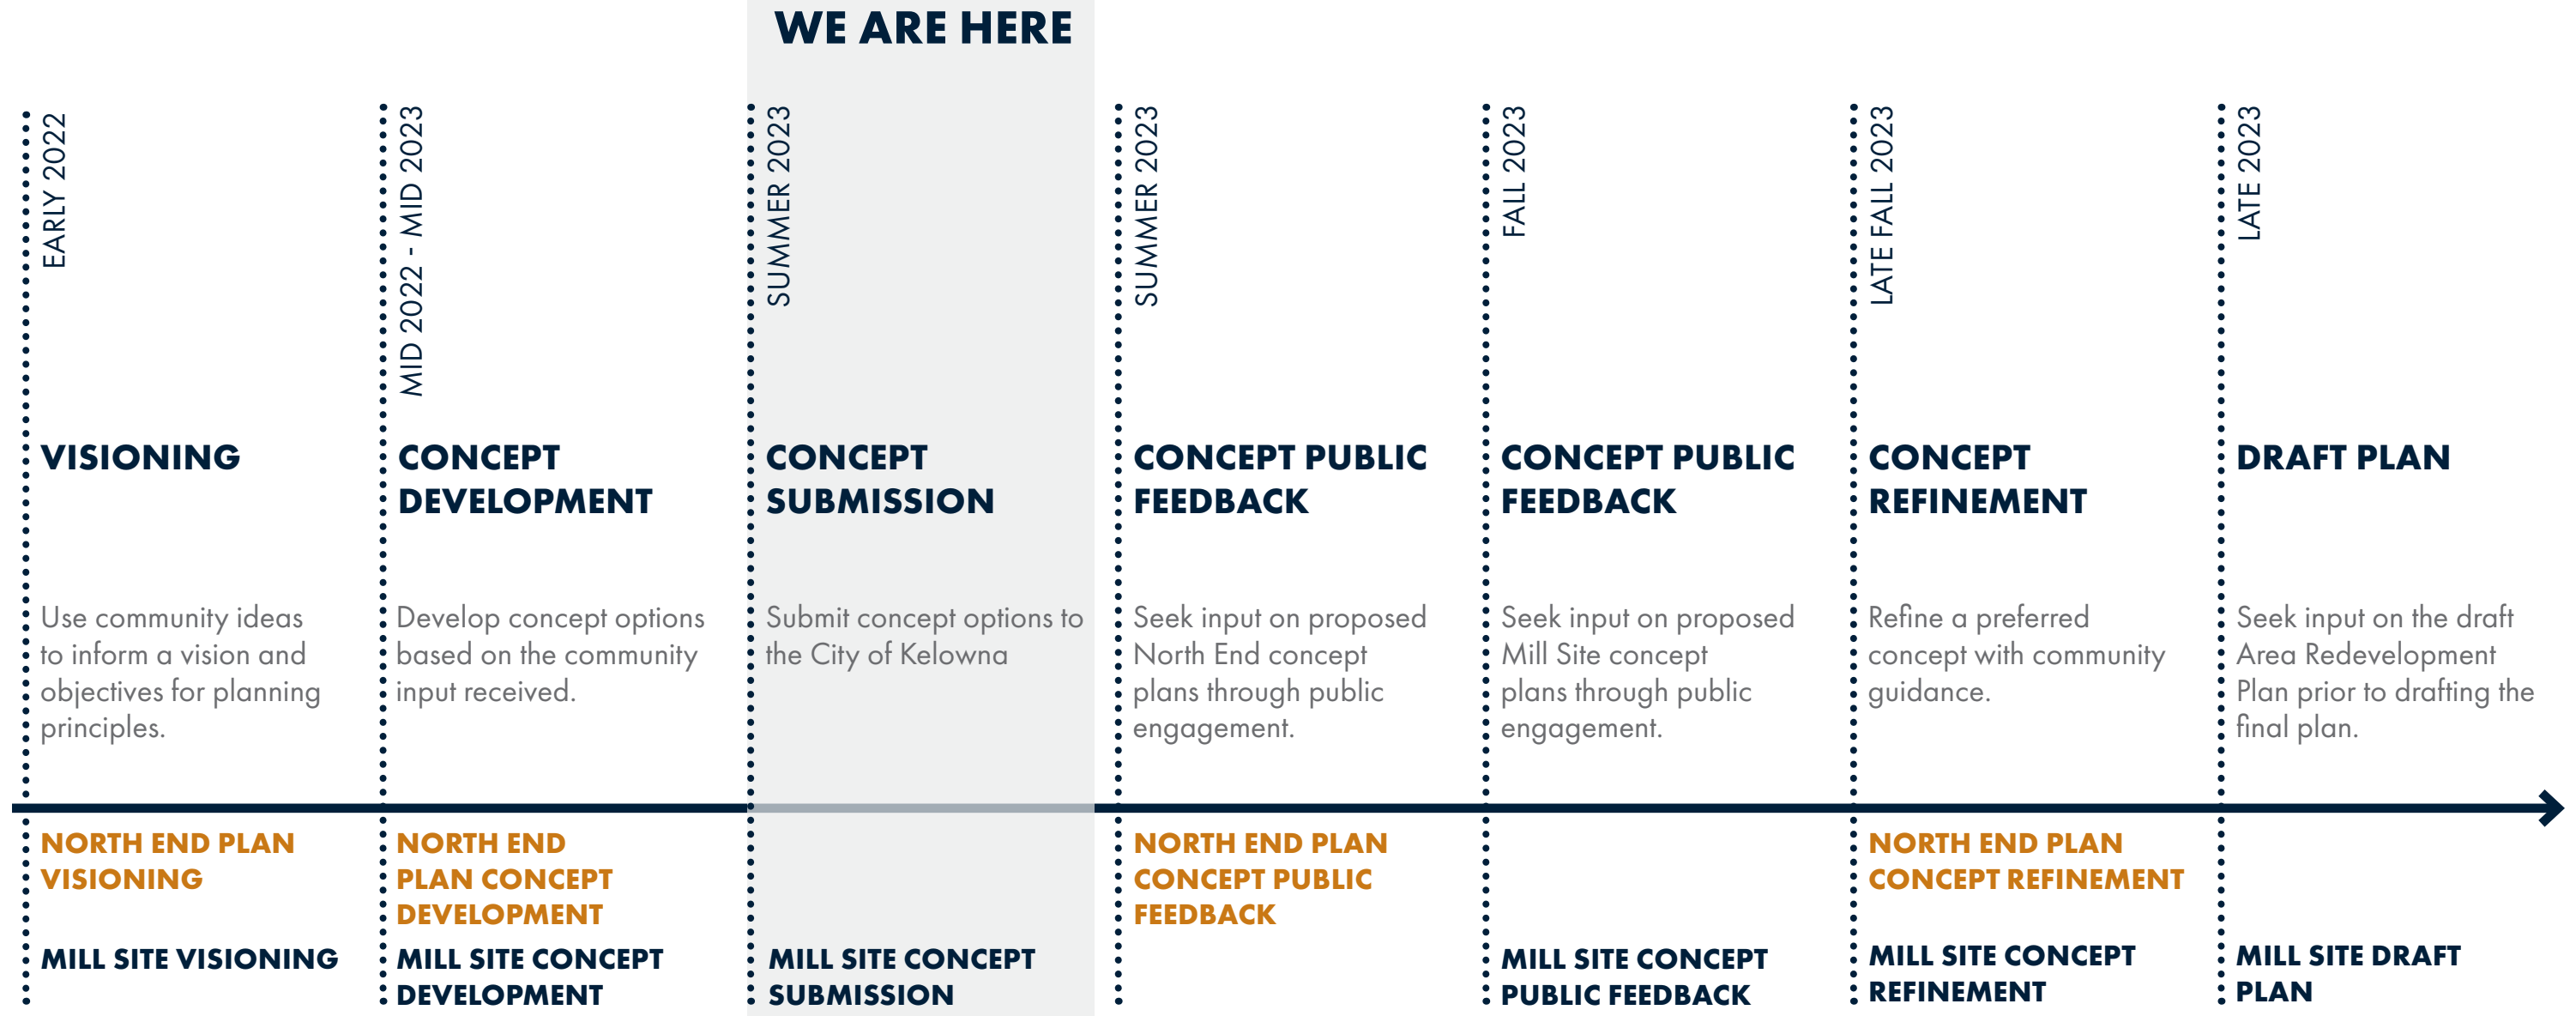 WE ARE HERE
EARLY 2022
VISIONING
Use community ideas
to inform a vision and
objectives for planning
principles.
NORTH END PLAN
VISIONING
MILL SITE VISIONING
MID 2022 - MID 2023
CONCEPT
DEVELOPMENT
Develop concept options
based on the community
input received.
NORTH END
PLAN CONCEPT
DEVELOPMENT
MILL SITE CONCEPT
DEVELOPMENT
SUMMER 2023
CONCEPT
SUBMISSION
Submit concept options to
the City of Kelowna
MILL SITE CONCEPT
SUBMISSION
SUMMER 2023
CONCEPT PUBLIC
FEEDBACK
Seek input on proposed
North End concept
plans through public
engagement.
NORTH END PLAN
CONCEPT PUBLIC
FEEDBACK
FALL 2023
CONCEPT PUBLIC
FEEDBACK
Seek input on proposed
Mill Site concept
plans through public
engagement.
MILL SITE CONCEPT
PUBLIC FEEDBACK
LATE FALL 2023
CONCEPT
REFINEMENT
Refine a preferred
concept with community
guidance.
NORTH END PLAN
CONCEPT REFINEMENT
MILL SITE CONCEPT
REFINEMENT
LATE 2023
DRAFT PLAN
Seek input on the draft
Area Redevelopment
Plan prior to drafting the
final plan.
MILL SITE DRAFT
PLAN